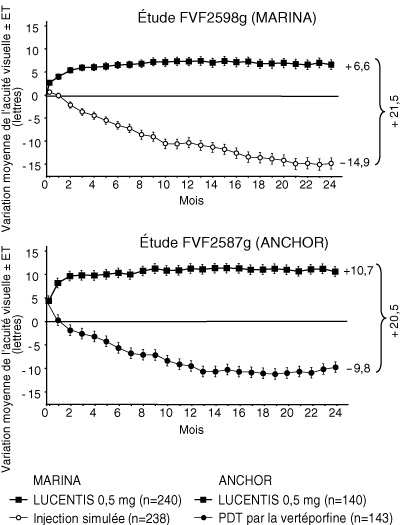 Étude FVF2598g (MARINA)
Variation moyenne de l'acuité visuelle ± ET
(lettres)
15
10
5
0
-5
-10
-15
+6,6
-14,9
+ 21,5
0 2 4 6 8 10 12 14 16 18 20 22 24
Mois
Étude FVF2587g (ANCHOR)
Variation moyenne de l'acuité visuelle ± ET
(lettres)
15
10
5
0
-5
-10
-15
+10,7
-9,8
+ 20,5
0 2 4 6 8 10 12 14 16 18 20 22 24
Mois
MARINA ANCHOR
LUCENTIS 0,5 mg (n=240) LUCENTIS 0,5 mg (n=140)
Injection simulée (n=238) PDT par la vertéporfine (n=143)